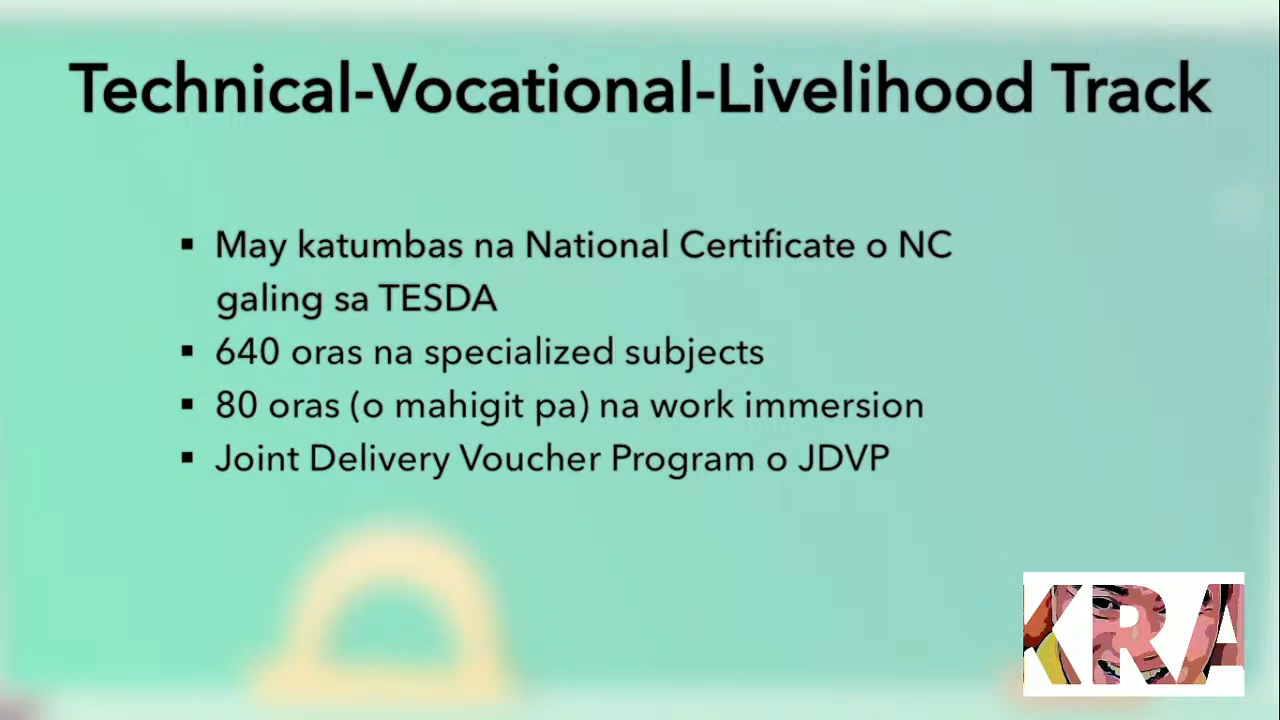 Technical-Vocational-Livelihood Track
▪ May katumbas na National Certificate o NC
galing sa TESDA
▪ 640 oras na specialized subjects
▪ 80 oras (o mahigit pa) na work immersion
▪ Joint Delivery Voucher Program o JDVP
KRA